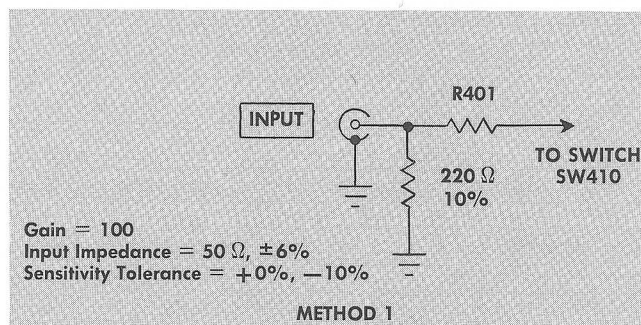 R401
INPUT
TO SWITCH
SW410
220 Ω
10%
Gain = 100
Input Impedance = 50 Ω, ±6%
Sensitivity Tolerance = +0%, −10%
METHOD 1